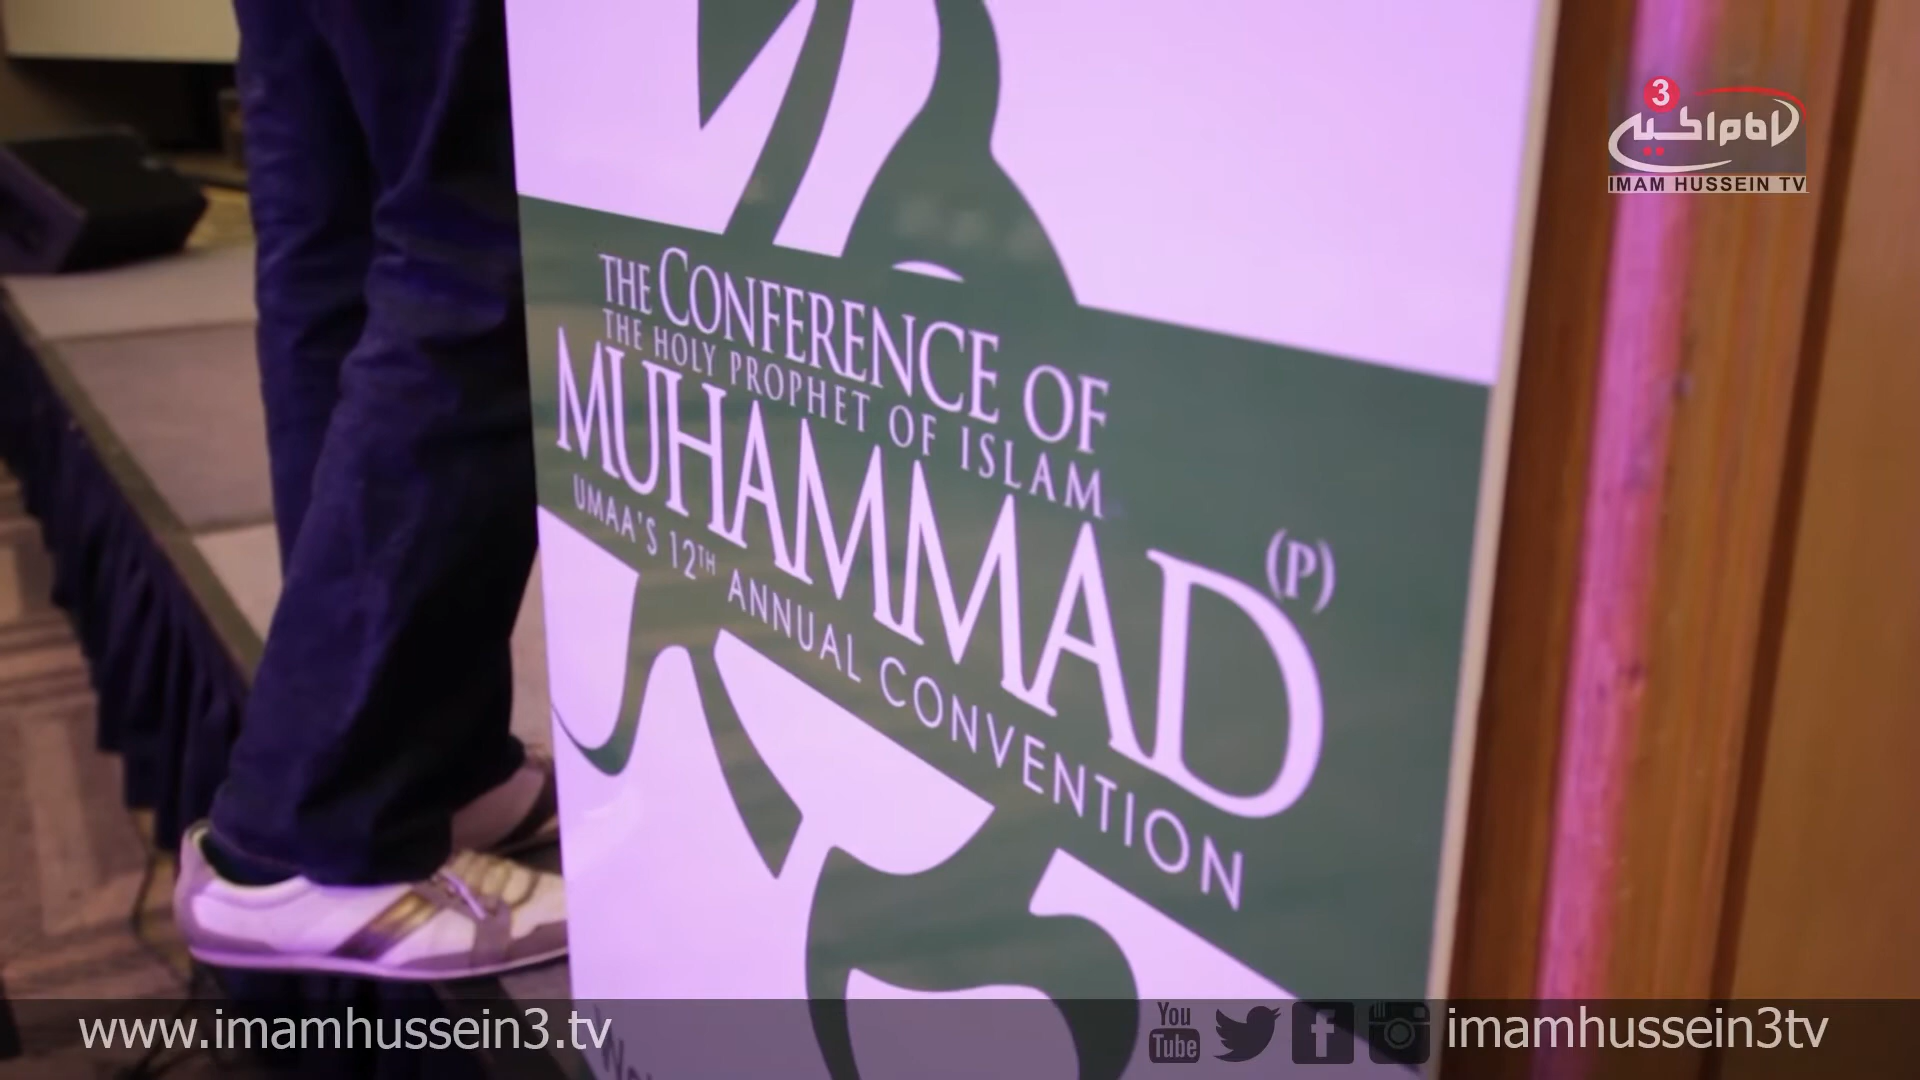 3
IMAM HUSSEIN TV
THE CONFERENCE OF
THE HOLY PROPHET OF ISLAM
MUHAMMAD (P)
UMAA'S 12TH ANNUAL CONVENTION
www.imamhussein3.tv
You Tube
imamhussein3tv